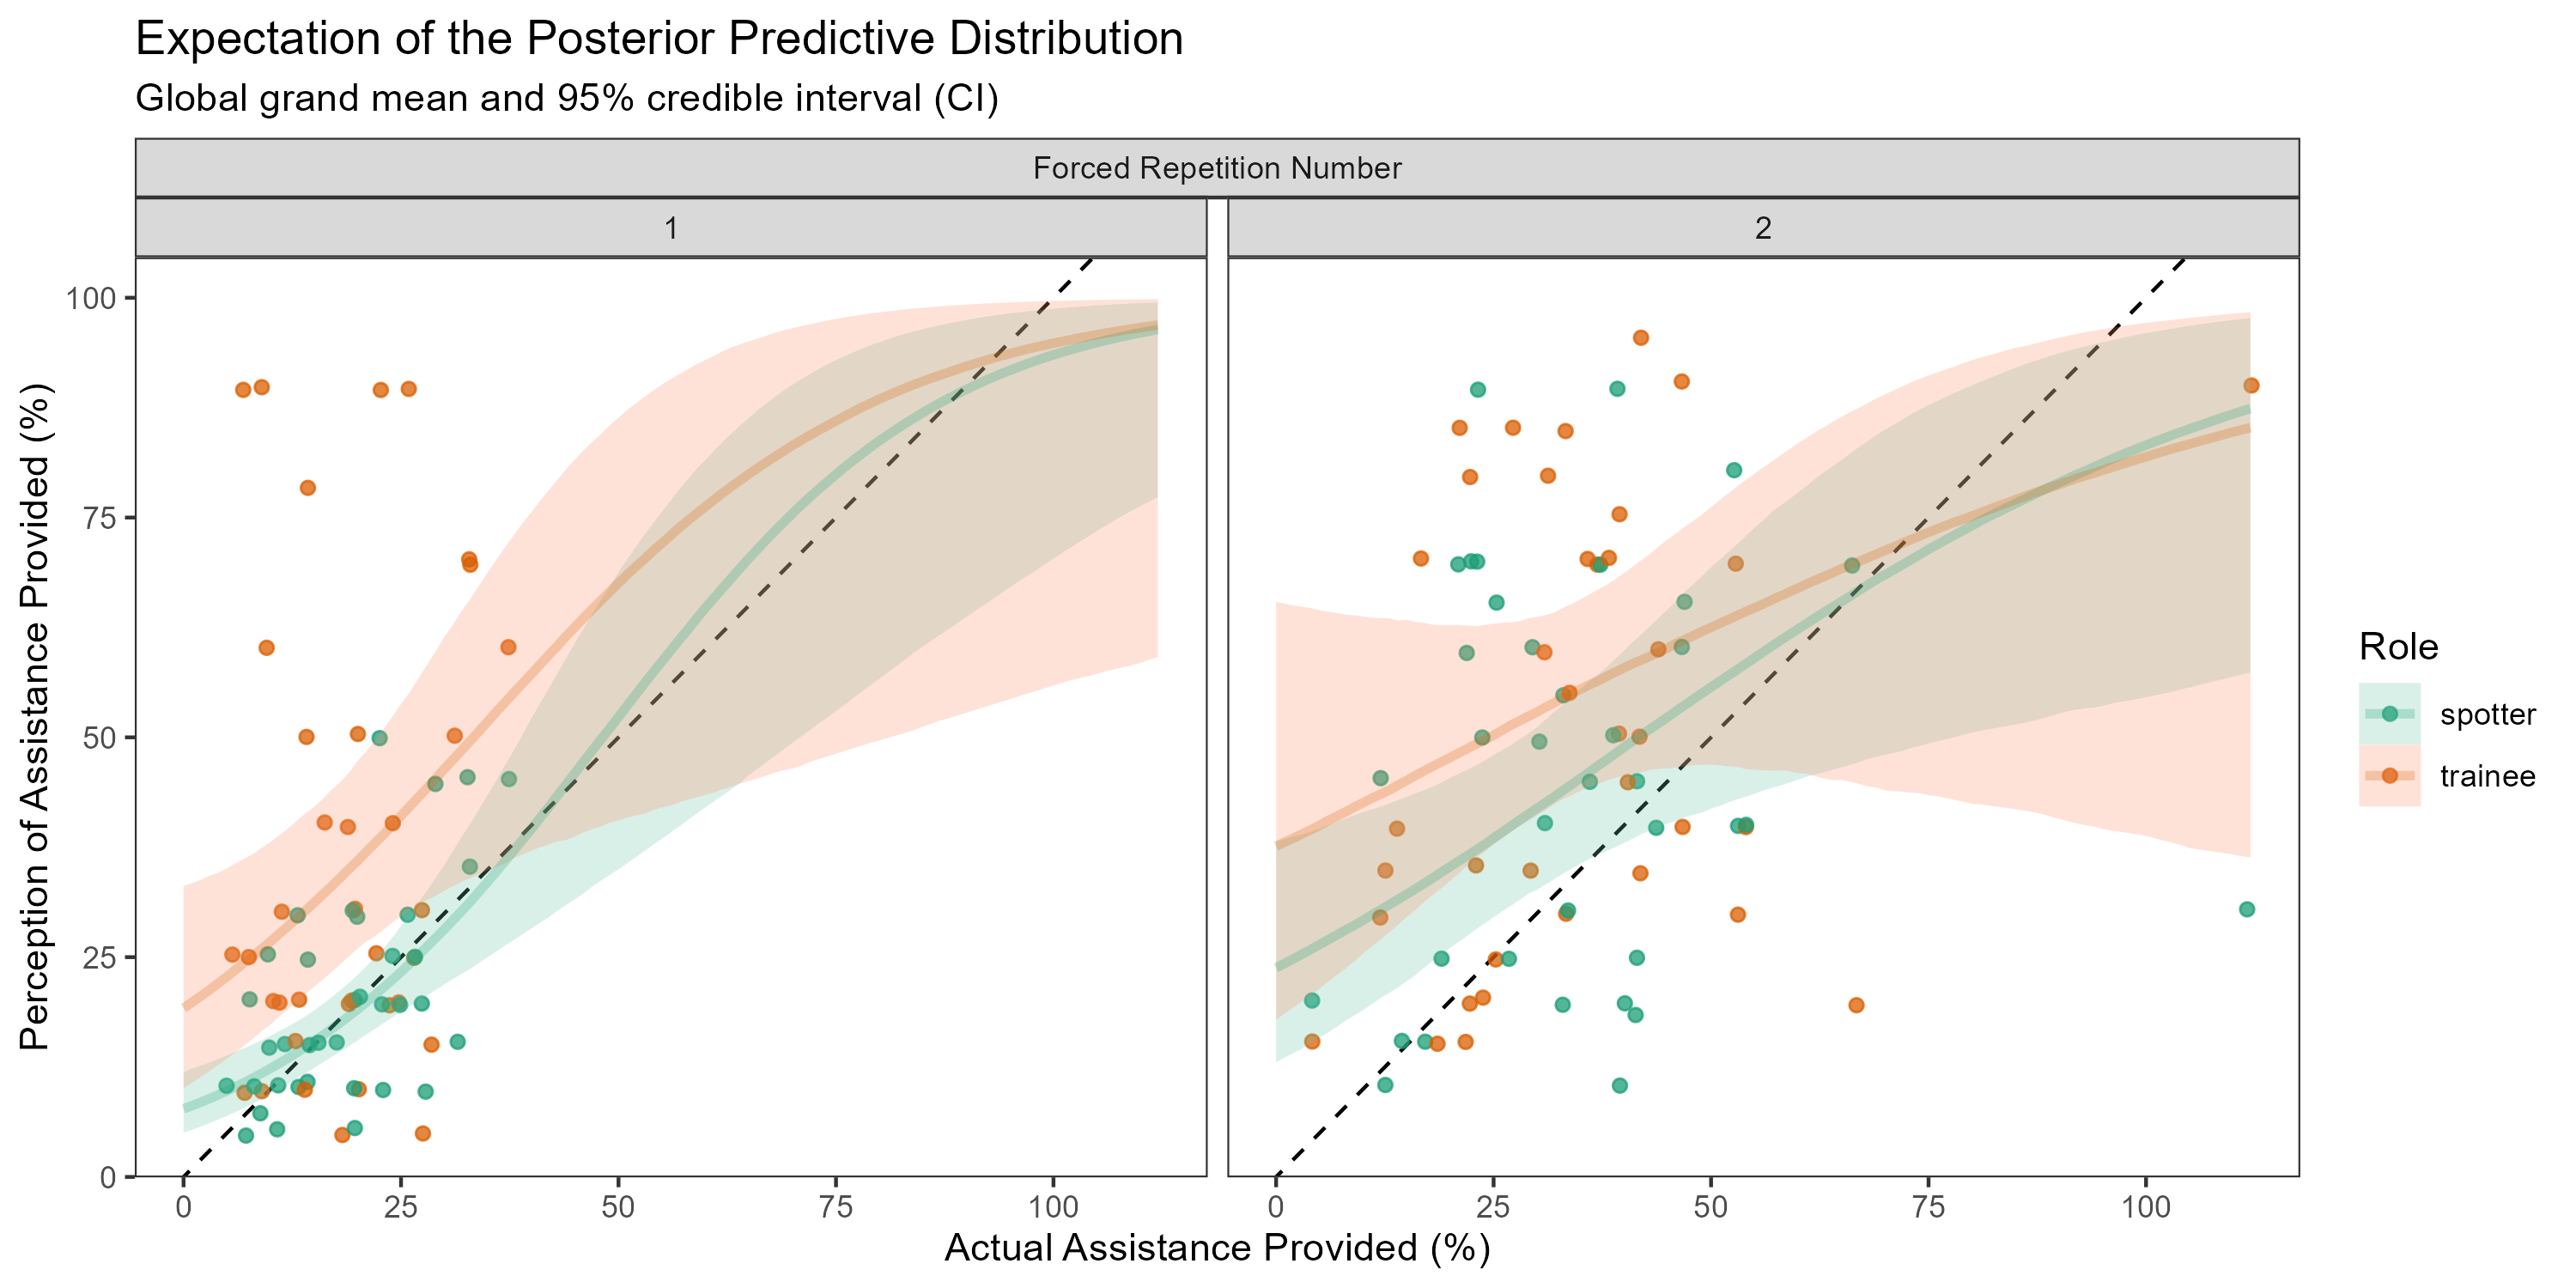 Expectation of the Posterior Predictive Distribution
Global grand mean and 95% credible interval (CI)
Forced Repetition Number
1
2
Perception of Assistance Provided (%)
100
75
50
25
0
0
25
50
75
100
0
25
50
75
100
Actual Assistance Provided (%)
Role
spotter
trainee